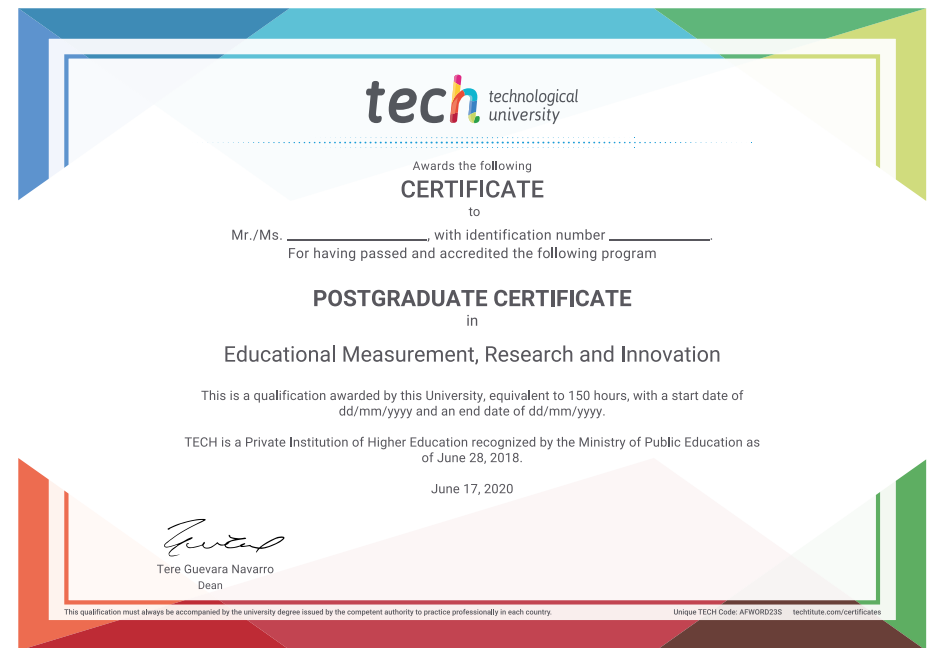 tech technological
university
Awards the following
CERTIFICATE
to
Mr./Ms. ____________________, with identification number ______________.
For having passed and accredited the following program
POSTGRADUATE CERTIFICATE
in
Educational Measurement, Research and Innovation
This is a qualification awarded by this University, equivalent to 150 hours, with a start date of
dd/mm/yyyy and an end date of dd/mm/yyyy.
TECH is a Private Institution of Higher Education recognized by the Ministry of Public Education as
of June 28, 2018.
June 17, 2020
Tere Guevara Navarro
Dean
This qualification must always be accompanied by the university degree issued by the competent authority to practice professionally in each country. Unique TECH Code: AFWORD23S techtitute.com/certificates